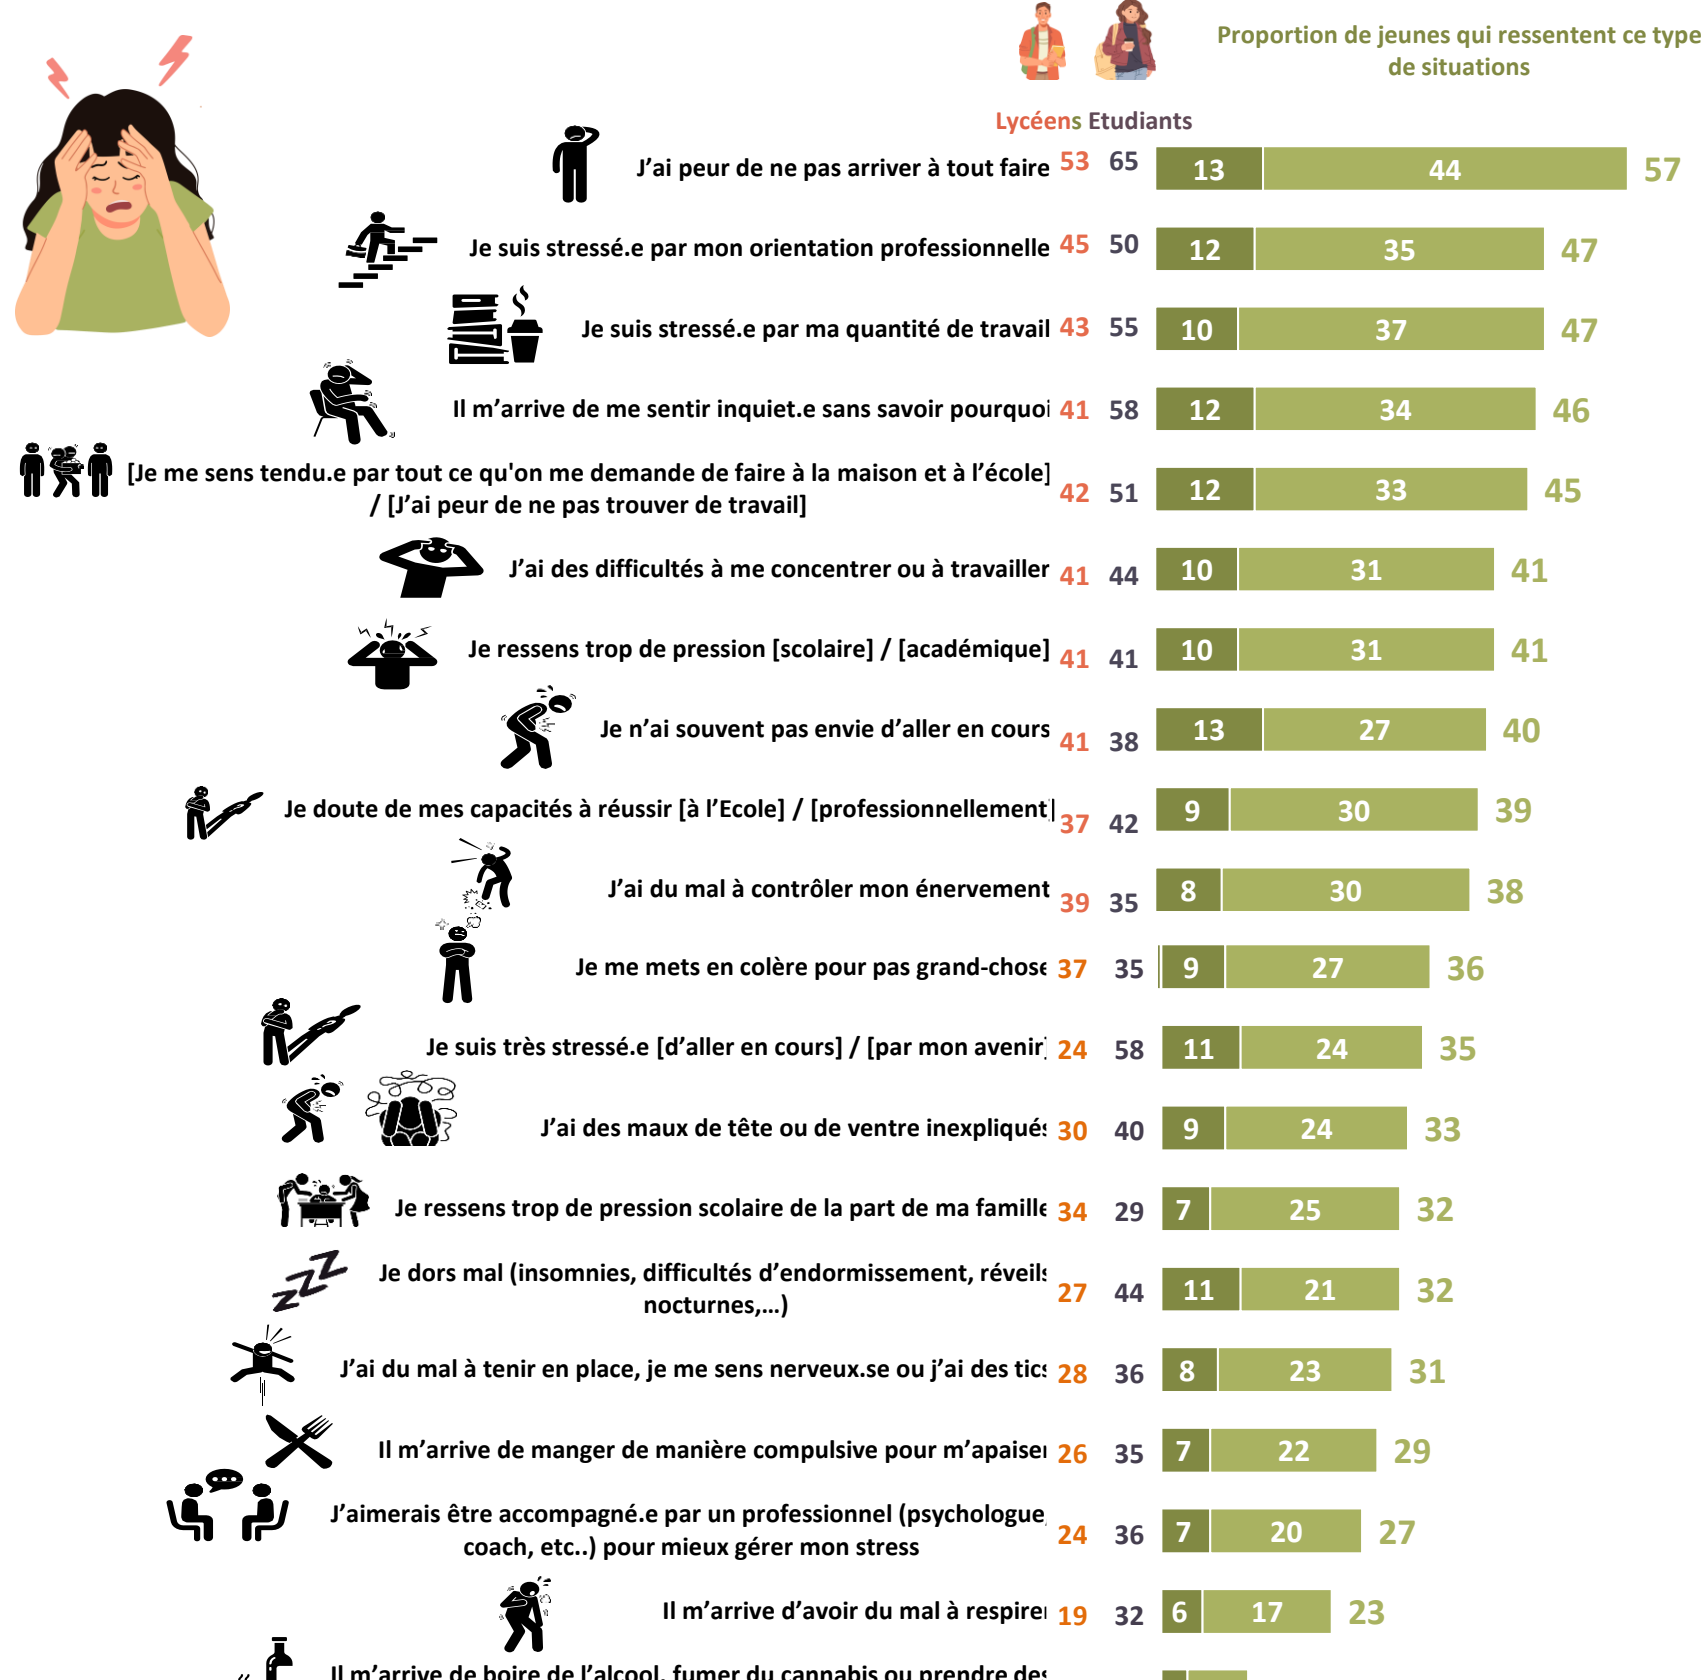 Proportion de jeunes qui ressentent ce type
de situations
Lycéens Etudiants
J’ai peur de ne pas arriver à tout faire 53 65 13 44 57
Je suis stressé.e par mon orientation professionnelle 45 50 12 35 47
Je suis stressé.e par ma quantité de travail 43 55 10 37 47
Il m’arrive de me sentir inquiet.e sans savoir pourquoi 41 58 12 34 46
[Je me sens tendu.e par tout ce qu'on me demande de faire à la maison et à l’école]
/ [J’ai peur de ne pas trouver de travail] 42 51 12 33 45
J’ai des difficultés à me concentrer ou à travailler 41 44 10 31 41
Je ressens trop de pression [scolaire] / [académique] 41 41 10 31 41
Je n’ai souvent pas envie d’aller en cours 41 38 13 27 40
Je doute de mes capacités à réussir [à l’Ecole] / [professionnellement] 37 42 9 30 39
J’ai du mal à contrôler mon énervement 39 35 8 30 38
Je me mets en colère pour pas grand-chose 37 35 9 27 36
Je suis très stressé.e [d’aller en cours] / [par mon avenir] 24 58 11 24 35
J’ai des maux de tête ou de ventre inexpliqués 30 40 9 24 33
Je ressens trop de pression scolaire de la part de ma famille 34 29 7 25 32
Je dors mal (insomnies, difficultés d’endormissement, réveils
nocturnes,…) 27 44 11 21 32
J’ai du mal à tenir en place, je me sens nerveux.se ou j’ai des tics 28 36 8 23 31
Il m’arrive de manger de manière compulsive pour m’apaiser 26 35 7 22 29
J’aimerais être accompagné.e par un professionnel (psychologue,
coach, etc..) pour mieux gérer mon stress 24 36 7 20 27
Il m’arrive d’avoir du mal à respirer 19 32 6 17 23
Il m’arrive de boire de l’alcool, fumer du cannabis ou prendre des